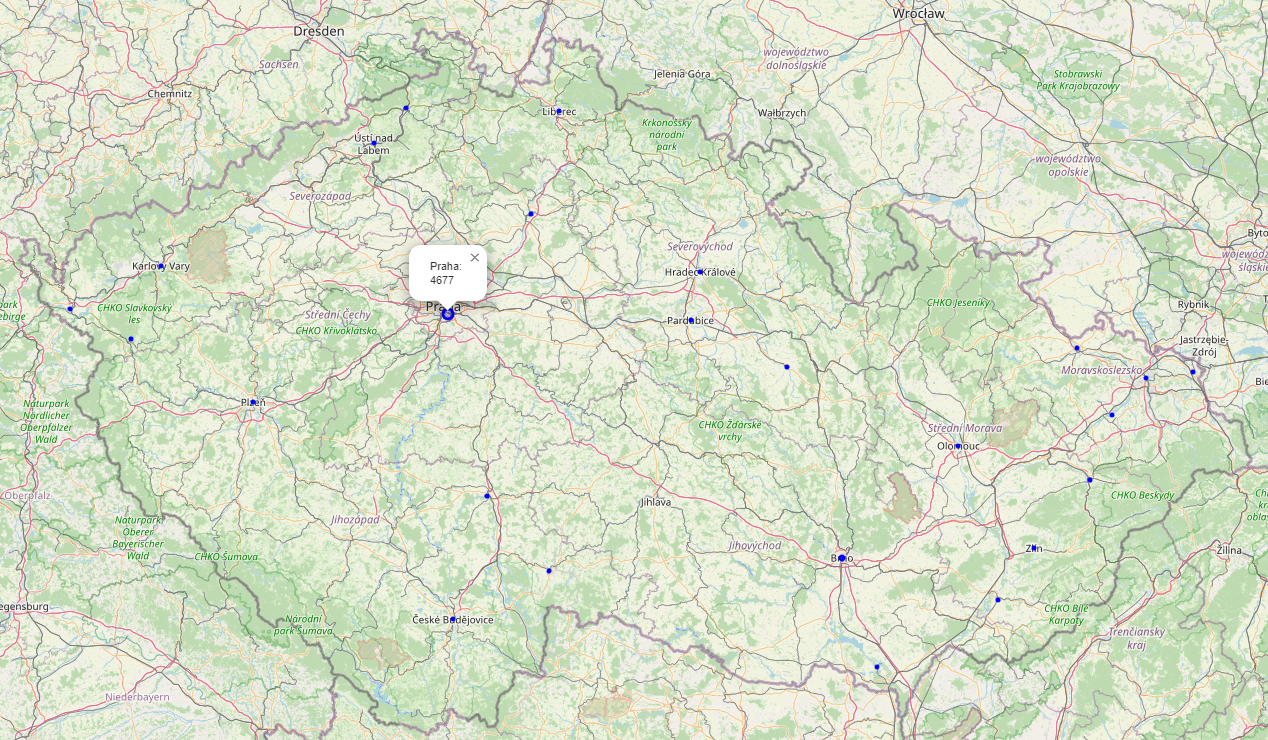 Wrocław
Dresden
województwo
dolnośląskie
Sachsen
Jelenia Góra
Stobrawski
Park Krajobrazowy
Chemnitz
Liberec
Wałbrzych
Krkonošský
národní
park
Ústí nad
Labem
województwo
opolskie
Severozápad
Severovýchod
Karlovy Vary
Hradec Králové
Praha:
4677
×
Praha
CHKO Slavkovský
les
Střední Čechy
CHKO Křivoklátsko
Pardubice
CHKO Jeseníky
Rybnik
Jastrzębie-
Zdrój
Moravskoslezsko
Naturpark
Nördlicher
Oberpfälzer
Wald
Plzeň
CHKO Žďárské
vrchy
Střední Morava
Olomouc
Oberpfalz
Jihlava
CHKO Beskydy
Naturpark
Oberer
Bayerischer
Wald
Jihozápad
Jihovýchod
CHKO Šumava
Brno
Zlín
Žilina
egensburg
České Budějovice
CHKO Bílé
Karpaty
Národní
park Šumava
Trenčiansky
kraj
Niederbayern